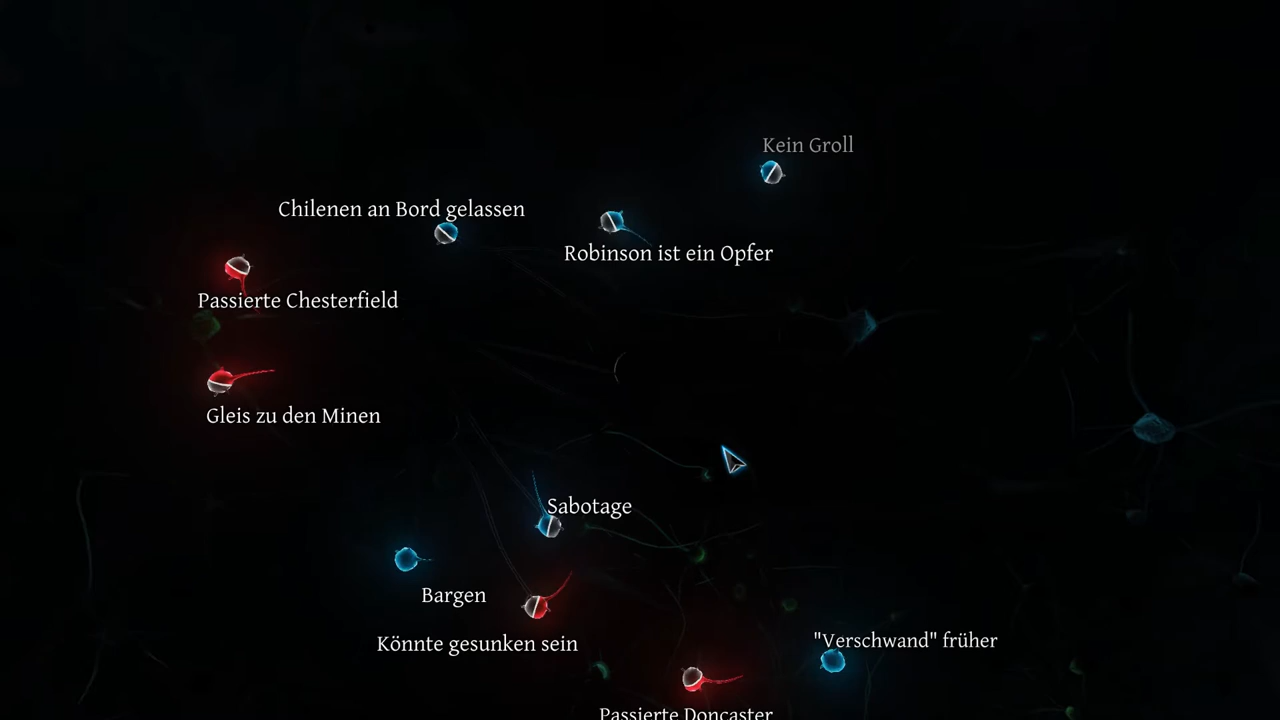 Kein Groll
Chilenen an Bord gelassen
Robinson ist ein Opfer
Passierte Chesterfield
Gleis zu den Minen
Sabotage
Bargen
Könnte gesunken sein
"Verschwand" früher
Passierte Doncaster